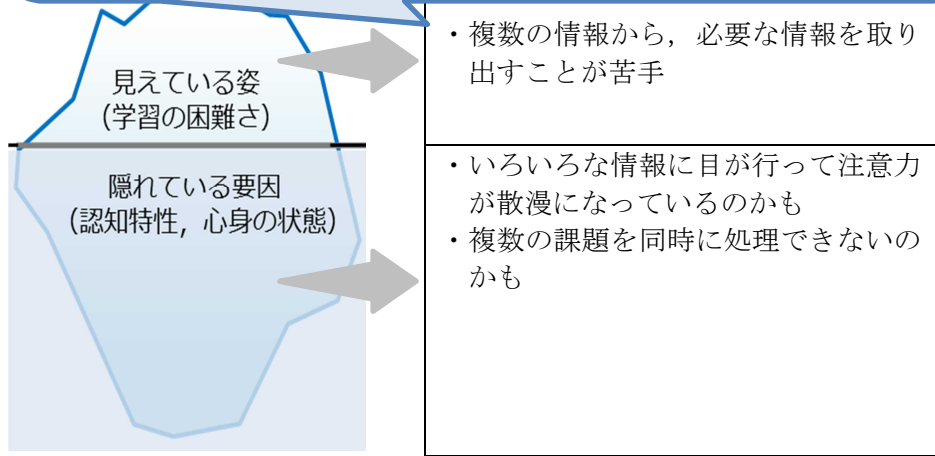 見えている姿
(学習の困難さ)
・複数の情報から，必要な情報を取り
出すことが苦手
隠れている要因
(認知特性，心身の状態)
・いろいろな情報に目が行って注意力
が散漫になっているのかも
・複数の課題を同時に処理できないの
かも